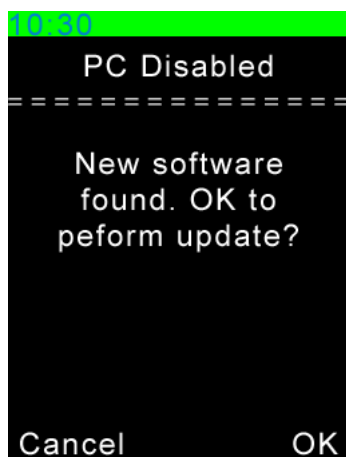 10:30
PC Disabled
================
New software
found. OK to
peform update?
Cancel OK